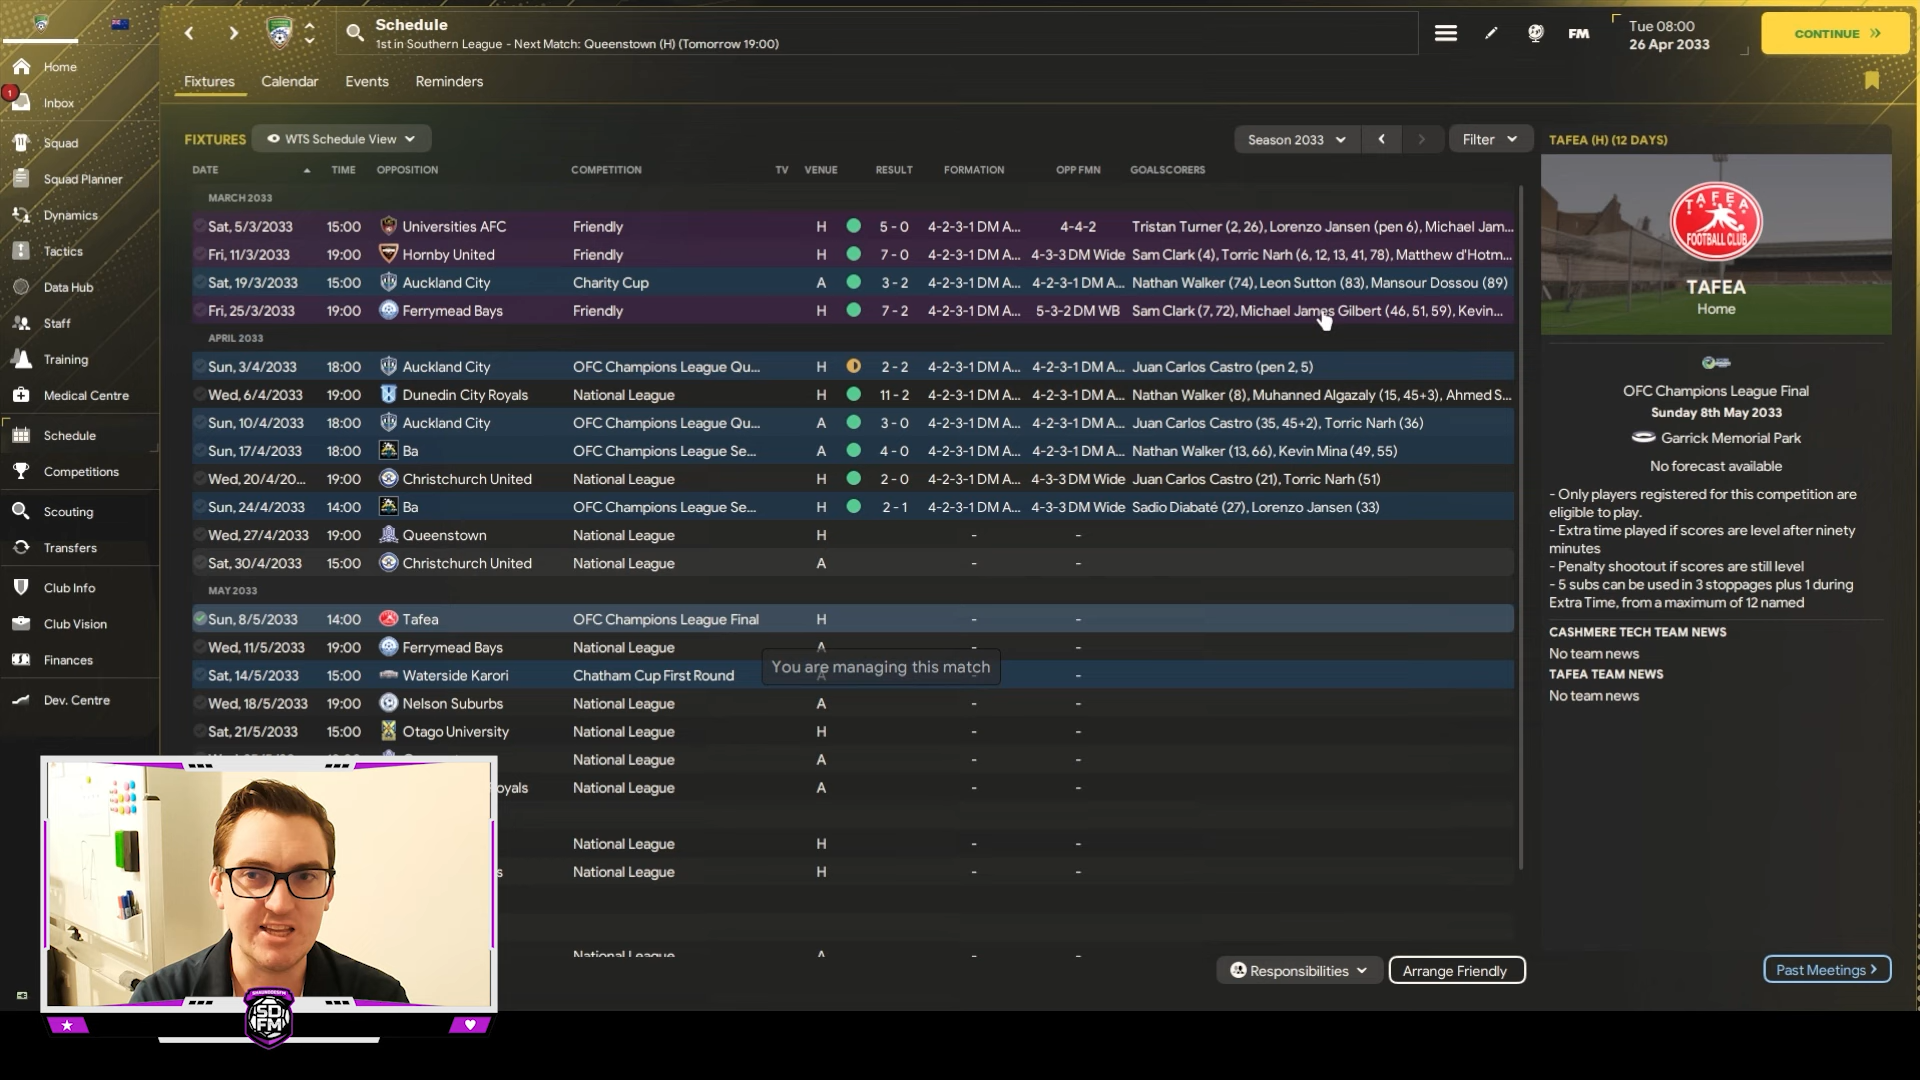 Schedule
1st in Southern League - Next Match: Queenstown (H) (Tomorrow 19:00)
FM
Tue 08:00
26 Apr 2033
CONTINUE
Home
1
Inbox
Squad
Squad Planner
Dynamics
Tactics
Data Hub
Staff
Training
Medical Centre
Schedule
Competitions
Scouting
Transfers
Club Info
Club Vision
Finances
Dev. Centre
Fixtures Calendar Events Reminders
FIXTURES WTS Schedule View Season 2033 Filter
DATE TIME OPPOSITION COMPETITION TV VENUE RESULT FORMATION OPP FMN GOALSCORERS
MARCH 2033
Sat, 5/3/2033 15:00 Universities AFC Friendly H 5 - 0 4-2-3-1 DM A... 4-4-2 Tristan Turner (2, 26), Lorenzo Jansen (pen 6), Michael Jam...
Fri, 11/3/2033 19:00 Hornby United Friendly H 7 - 0 4-2-3-1 DM A... 4-3-3 DM Wide Sam Clark (4), Torric Narh (6, 12, 13, 41, 78), Matthew d'Hotm...
Sat, 19/3/2033 15:00 Auckland City Charity Cup A 3 - 2 4-2-3-1 DM A... 4-2-3-1 DM A... Nathan Walker (74), Leon Sutton (83), Mansour Dossou (89)
Fri, 25/3/2033 19:00 Ferrymead Bays Friendly H 7 - 2 4-2-3-1 DM A... 5-3-2 DM WB Sam Clark (7, 72), Michael James Gilbert (46, 51, 59), Kevin...
APRIL 2033
Sun, 3/4/2033 18:00 Auckland City OFC Champions League Qu... H 2 - 2 4-2-3-1 DM A... 4-2-3-1 DM A... Juan Carlos Castro (pen 2, 5)
Wed, 6/4/2033 19:00 Dunedin City Royals National League H 11 - 2 4-2-3-1 DM A... 4-2-3-1 DM A... Nathan Walker (8), Muhanned Algazaly (15, 45+3), Ahmed S...
Sun, 10/4/2033 18:00 Auckland City OFC Champions League Qu... A 3 - 0 4-2-3-1 DM A... 4-2-3-1 DM A... Juan Carlos Castro (35, 45+2), Torric Narh (36)
Sun, 17/4/2033 18:00 Ba OFC Champions League Se... A 4 - 0 4-2-3-1 DM A... 4-2-3-1 DM A... Nathan Walker (13, 66), Kevin Mina (49, 55)
Wed, 20/4/20... 19:00 Christchurch United National League H 2 - 0 4-2-3-1 DM A... 4-3-3 DM Wide Juan Carlos Castro (21), Torric Narh (51)
Sun, 24/4/2033 14:00 Ba OFC Champions League Se... H 2 - 1 4-2-3-1 DM A... 4-3-3 DM Wide Sadio Diabaté (27), Lorenzo Jansen (33)
Wed, 27/4/2033 19:00 Queenstown National League H - -
Sat, 30/4/2033 15:00 Christchurch United National League A - -
MAY 2033
Sun, 8/5/2033 14:00 Tafea OFC Champions League Final H - -
Wed, 11/5/2033 19:00 Ferrymead Bays National League A - -
You are managing this match
Sat, 14/5/2033 15:00 Waterside Karori Chatham Cup First Round A - -
Wed, 18/5/2033 19:00 Nelson Suburbs National League A - -
Sat, 21/5/2033 15:00 Otago University National League H - -
National League A - -
oyals National League A - -
National League H - -
s National League H - -
National League A - -
Responsibilities Arrange Friendly
TAFEA (H) (12 DAYS)
TAFEA
FOOTBALL CLUB
TAFEA
Home
OFC Champions League Final
Sunday 8th May 2033
Garrick Memorial Park
No forecast available
- Only players registered for this competition are
eligible to play.
- Extra time played if scores are level after ninety
minutes
- Penalty shootout if scores are still level
- 5 subs can be used in 3 stoppages plus 1 during
Extra Time, from a maximum of 12 named
CASHMERE TECH TEAM NEWS
No team news
TAFEA TEAM NEWS
No team news
Past Meetings
SD
FM